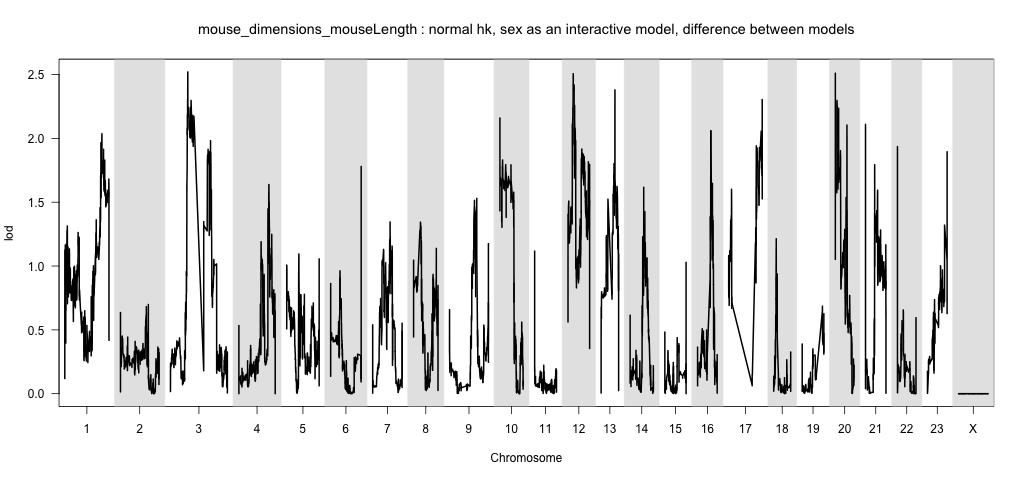 mouse_dimensions_mouseLength : normal hk, sex as an interactive model, difference between models
2.5
2.0
1.5
1.0
0.5
0.0
lod
1 2 3 4 5 6 7 8 9 10 11 12 13 14 15 16 17 18 19 20 21 22 23 X
Chromosome